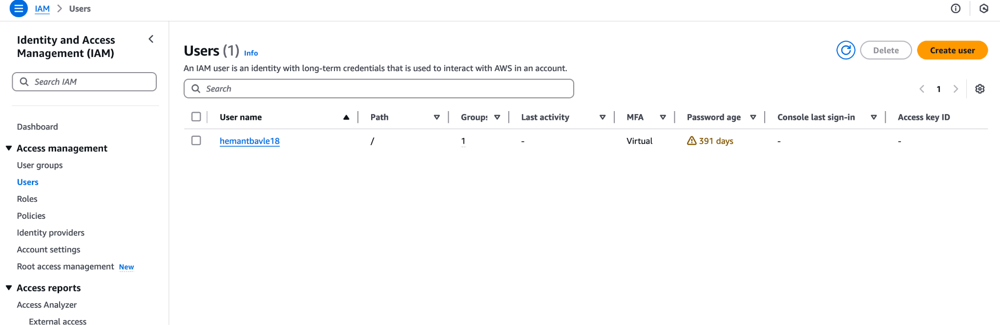 IAM > Users
Identity and Access
Management (IAM)
Search IAM
Dashboard
Access management
User groups
Users
Roles
Policies
Identity providers
Account settings
Root access management New
Access reports
Access Analyzer
External access
Users (1) Info
An IAM user is an identity with long-term credentials that is used to interact with AWS in an account.
Delete
Create user
Search
1
User name Path Groups Last activity MFA Password age Console last sign-in Access key ID
hemantbavle18 / 1 - Virtual 391 days - -